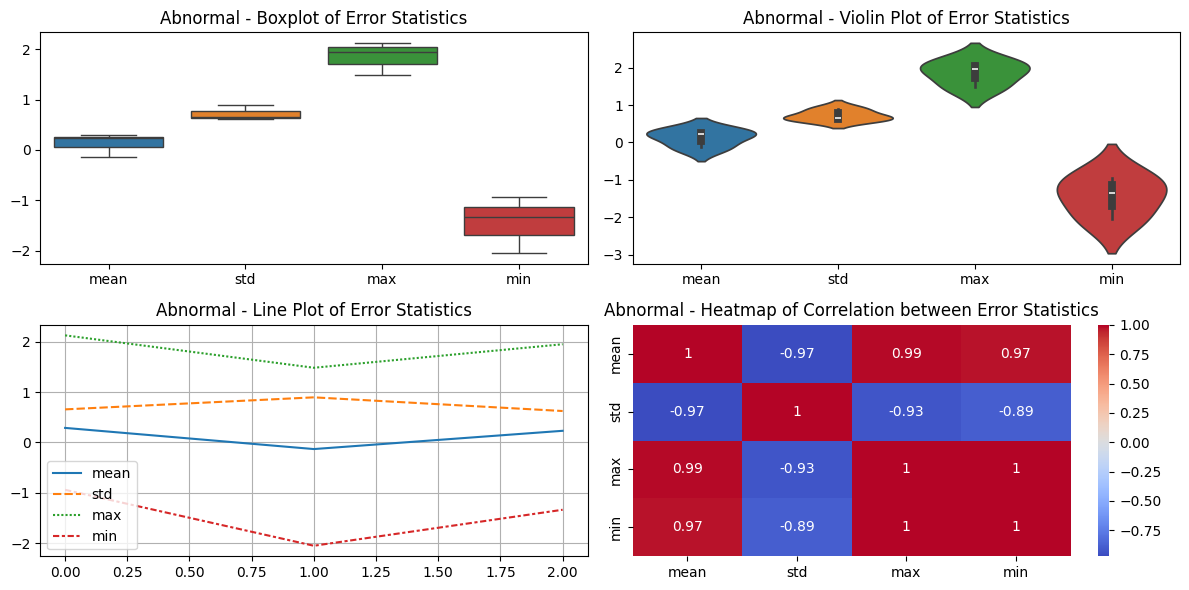 Abnormal - Boxplot of Error Statistics
2
1
0
−1
−2
mean std max min
Abnormal - Violin Plot of Error Statistics
2
1
0
−1
−2
−3
mean std max min
Abnormal - Line Plot of Error Statistics
2
1
0
−1
−2
mean
std
max
min
0.00 0.25 0.50 0.75 1.00 1.25 1.50 1.75 2.00
Abnormal - Heatmap of Correlation between Error Statistics
mean 1 -0.97 0.99 0.97
std -0.97 1 -0.93 -0.89
max 0.99 -0.93 1 1
min 0.97 -0.89 1 1
mean std max min
1.00
0.75
0.50
0.25
0.00
−0.25
−0.50
−0.75